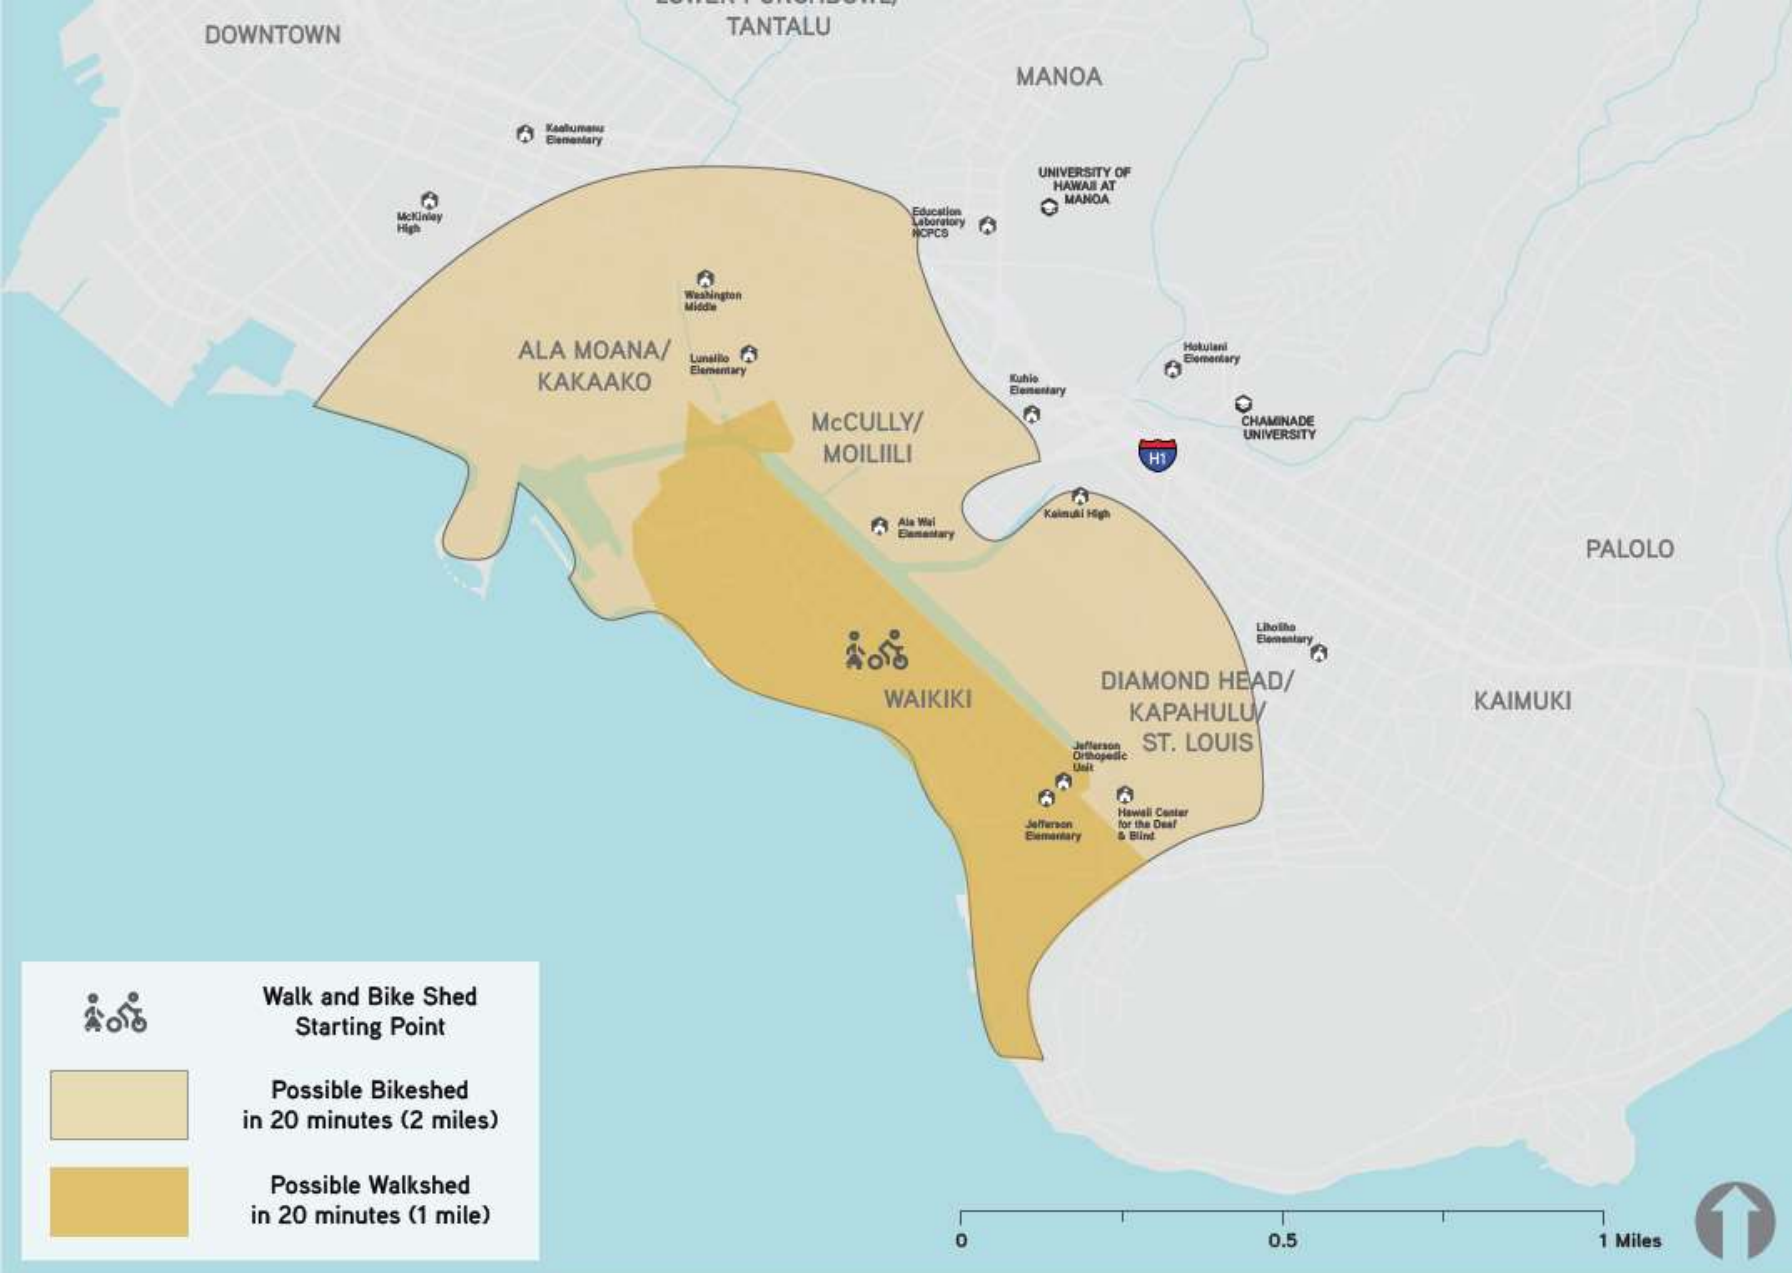 DOWNTOWN
TANTALU
MANOA
Kaahumanu
Elementary
McKinley
High
UNIVERSITY OF
HAWAII AT
MANOA
Education
Laboratory
NCPCS
Washington
Middle
ALA MOANA/
KAKAAKO
Lunalilo
Elementary
Hokulani
Elementary
Kuhio
Elementary
CHAMINADE
UNIVERSITY
McCULLY/
MOILIILI
H1
Kaimuki High
Ala Wai
Elementary
PALOLO
Liholiho
Elementary
WAIKIKI
DIAMOND HEAD/
KAPAHULU/
ST. LOUIS
KAIMUKI
Jefferson
Orthopedic
Unit
Jefferson
Elementary
Hawaii Center
for the Deaf
& Blind
Walk and Bike Shed
Starting Point
Possible Bikeshed
in 20 minutes (2 miles)
Possible Walkshed
in 20 minutes (1 mile)
0
0.5
1 Miles